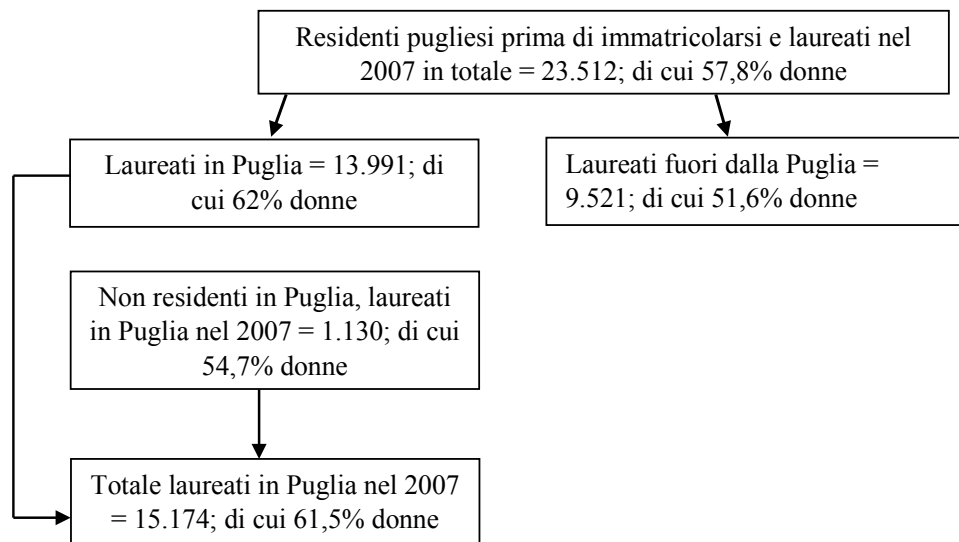 Residenti pugliesi prima di immatricolarsi e laureati nel
2007 in totale = 23.512; di cui 57,8% donne
Laureati in Puglia = 13.991; di
cui 62% donne
Laureati fuori dalla Puglia =
9.521; di cui 51,6% donne
Non residenti in Puglia, laureati
in Puglia nel 2007 = 1.130; di cui
54,7% donne
Totale laureati in Puglia nel 2007
= 15.174; di cui 61,5% donne